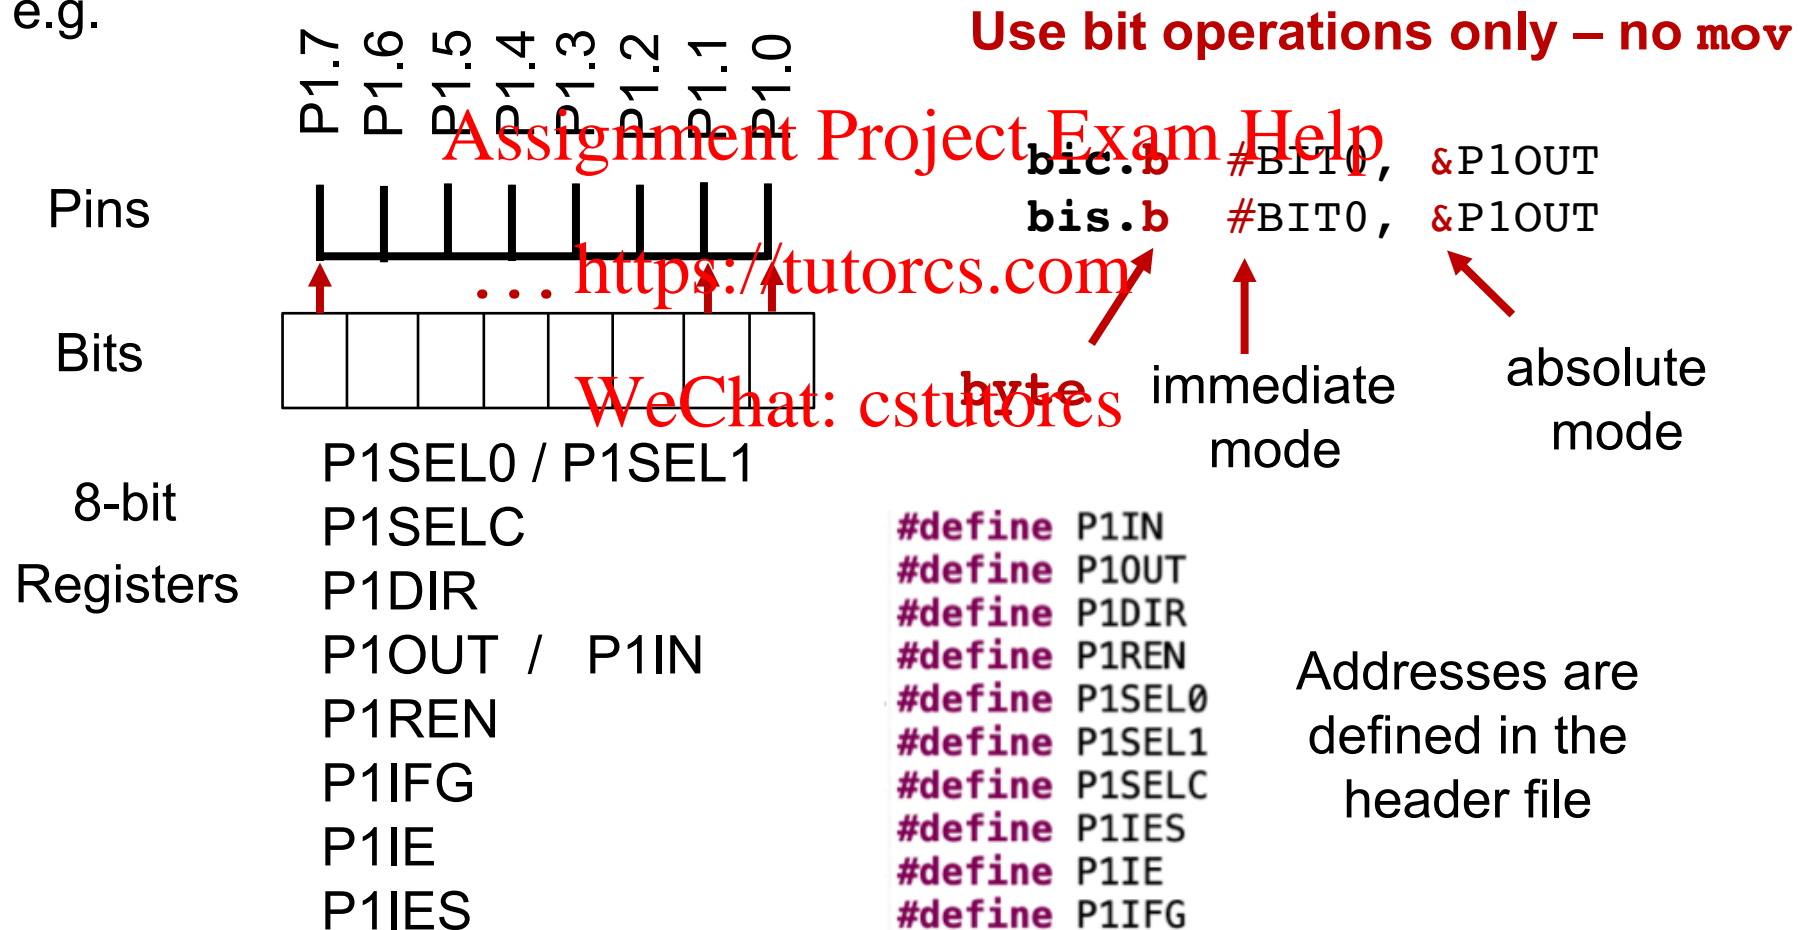 e.g.
Use bit operations only – no mov
P1.7
P1.6
P1.5
P1.4
P1.3
P1.2
P1.1
P1.0
Assignment Project Exam Help
bic.b #BIT0, &P1OUT
Pins
bis.b #BIT0, &P1OUT
https://tutorcs.com
...
Bits
byte
immediate
mode
absolute
mode
WeChat: cstutorcs
8-bit
Registers
P1SEL0 / P1SEL1
P1SELC
P1DIR
P1OUT / P1IN
P1REN
P1IFG
P1IE
P1IES
#define P1IN
#define P1OUT
#define P1DIR
#define P1REN
#define P1SEL0
#define P1SEL1
#define P1SELC
#define P1IES
#define P1IE
#define P1IFG
Addresses are
defined in the
header file